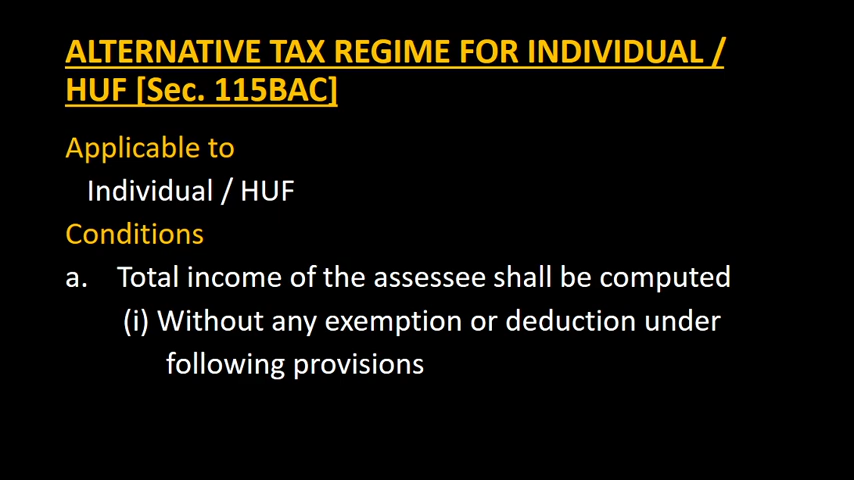 ALTERNATIVE TAX REGIME FOR INDIVIDUAL /
HUF [Sec. 115BAC]
Applicable to
Individual / HUF
Conditions
a. Total income of the assessee shall be computed
(i) Without any exemption or deduction under
following provisions